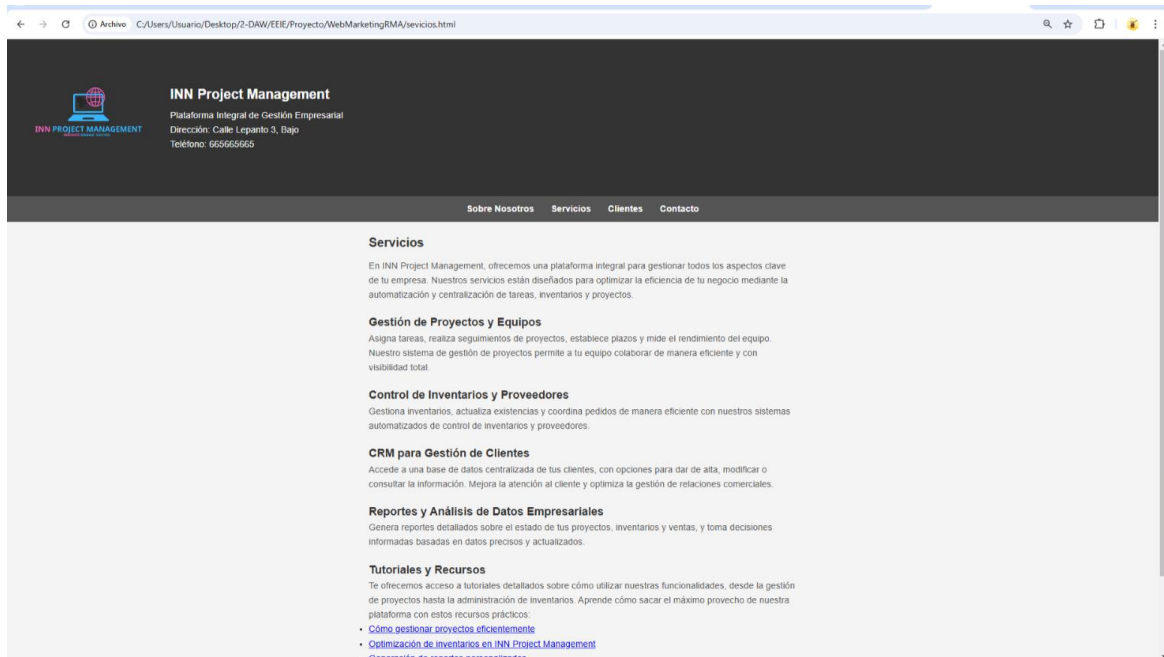 Archivo C:/Users/Usuario/Desktop/2-DAW/EEIE/Proyecto/WebMarketingRMA/sevicios.html
INN PROJECT MANAGEMENT
INN Project Management
Plataforma Integral de Gestión Empresarial
Dirección: Calle Lepanto 3, Bajo
Teléfono: 665665665
Sobre Nosotros Servicios Clientes Contacto
Servicios
En INN Project Management, ofrecemos una plataforma integral para gestionar todos los aspectos clave
de tu empresa. Nuestros servicios están diseñados para optimizar la eficiencia de tu negocio mediante la
automatización y centralización de tareas, inventarios y proyectos.
Gestión de Proyectos y Equipos
Asigna tareas, realiza seguimientos de proyectos, establece plazos y mide el rendimiento del equipo.
Nuestro sistema de gestión de proyectos permite a tu equipo colaborar de manera eficiente y con
visibilidad total.
Control de Inventarios y Proveedores
Gestiona inventarios, actualiza existencias y coordina pedidos de manera eficiente con nuestros sistemas
automatizados de control de inventarios y proveedores.
CRM para Gestión de Clientes
Accede a una base de datos centralizada de tus clientes, con opciones para dar de alta, modificar o
consultar la información. Mejora la atención al cliente y optimiza la gestión de relaciones comerciales.
Reportes y Análisis de Datos Empresariales
Genera reportes detallados sobre el estado de tus proyectos, inventarios y ventas, y toma decisiones
informadas basadas en datos precisos y actualizados.
Tutoriales y Recursos
Te ofrecemos acceso a tutoriales detallados sobre cómo utilizar nuestras funcionalidades, desde la gestión
de proyectos hasta la administración de inventarios. Aprende cómo sacar el máximo provecho de nuestra
plataforma con estos recursos prácticos:
• Cómo gestionar proyectos eficientemente
• Optimización de inventarios en INN Project Management
Generación de reportes personalizados